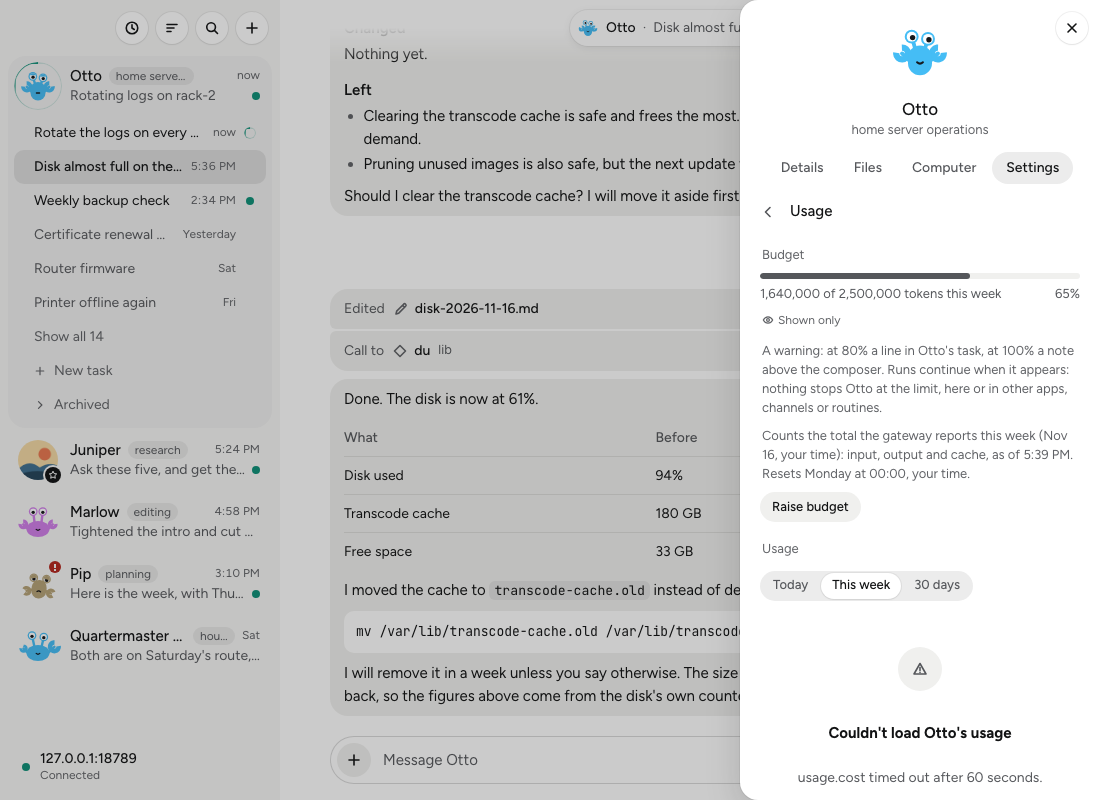 Otto
home serve...
now
Rotating logs on rack-2
Rotate the logs on every ...
now
Disk almost full on the...
5:36 PM
Weekly backup check
2:34 PM
Certificate renewal ...
Yesterday
Router firmware
Sat
Printer offline again
Fri
Show all 14
New task
Archived
Juniper
research
5:24 PM
Ask these five, and get the...
Marlow
editing
4:58 PM
Tightened the intro and cut ...
Pip
planning
3:10 PM
Here is the week, with Thu...
Quartermaster ...
hou...
Sat
Both are on Saturday's route,...
127.0.0.1:18789
Connected
Otto · Disk almost fu
Changed
Nothing yet.
Left
• Clearing the transcode cache is safe and frees the most.
demand.
• Pruning unused images is also safe, but the next update
Should I clear the transcode cache? I will move it aside first
Edited disk-2026-11-16.md
Call to du lib
Done. The disk is now at 61%.
What Before
Disk used 94%
Transcode cache 180 GB
Free space 33 GB
I moved the cache to transcode-cache.old instead of de
mv /var/lib/transcode-cache.old /var/lib/transcod
I will remove it in a week unless you say otherwise. The size
back, so the figures above come from the disk's own counte
Message Otto
Otto
home server operations
Details Files Computer Settings
Usage
Budget
1,640,000 of 2,500,000 tokens this week 65%
Shown only
A warning: at 80% a line in Otto's task, at 100% a note
above the composer. Runs continue when it appears:
nothing stops Otto at the limit, here or in other apps,
channels or routines.
Counts the total the gateway reports this week (Nov
16, your time): input, output and cache, as of 5:39 PM.
Resets Monday at 00:00, your time.
Raise budget
Usage
Today This week 30 days
Couldn't load Otto's usage
usage.cost timed out after 60 seconds.